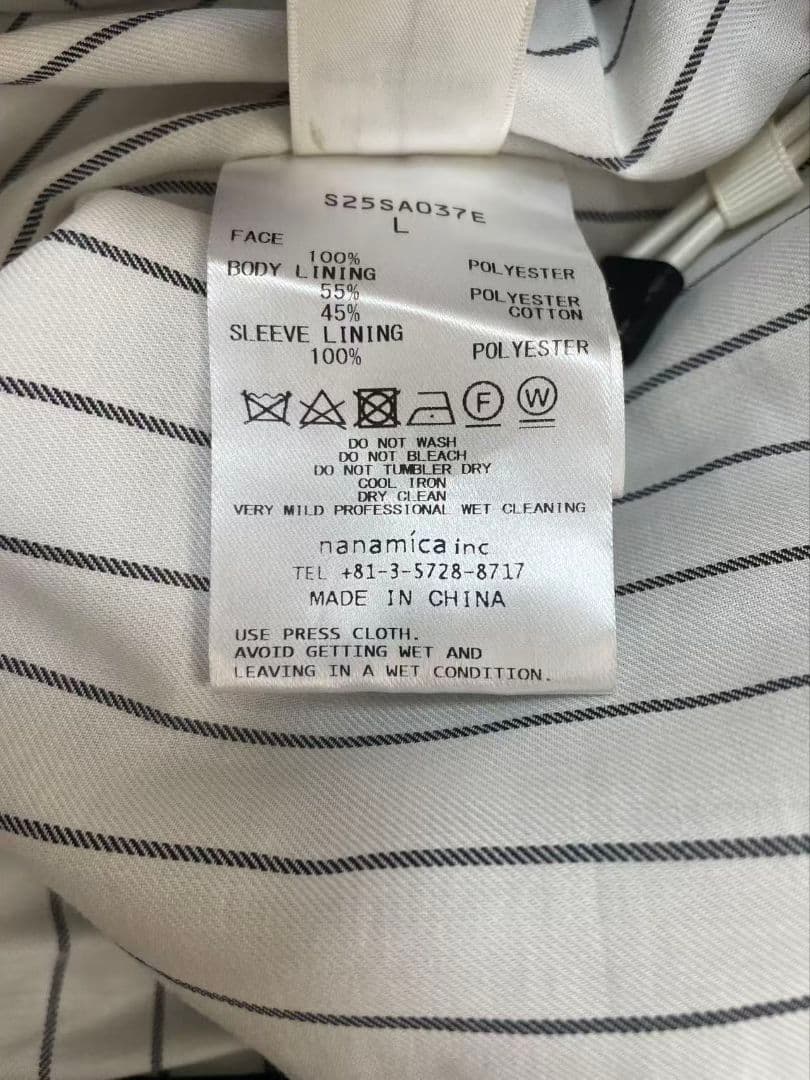 S25SA037E
L
FACE
100% POLYESTER
BODY LINING
55% POLYESTER
45% COTTON
SLEEVE LINING
100% POLYESTER
F W
DO NOT WASH
DO NOT BLEACH
DO NOT TUMBLER DRY
COOL IRON
DRY CLEAN
VERY MILD PROFESSIONAL WET CLEANING
nanamíca inc
TEL +81-3-5728-8717
MADE IN CHINA
USE PRESS CLOTH.
AVOID GETTING WET AND
LEAVING IN A WET CONDITION.